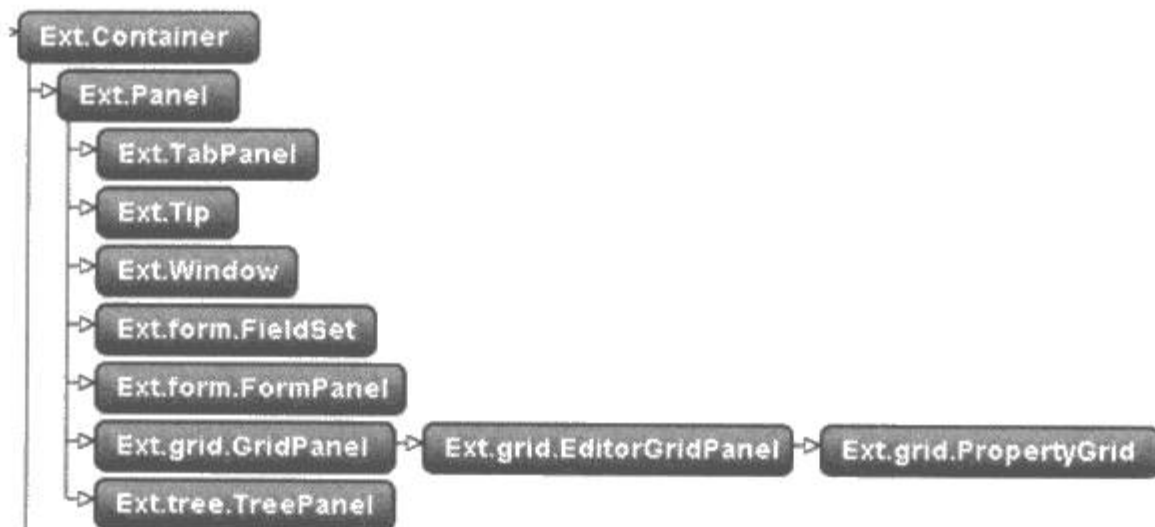 Ext.Container
Ext.Panel
Ext.TabPanel
Ext.Tip
Ext.Window
Ext.form.FieldSet
Ext.form.FormPanel
Ext.grid.GridPanel Ext.grid.EditorGridPanel Ext.grid.PropertyGrid
Ext.tree.TreePanel